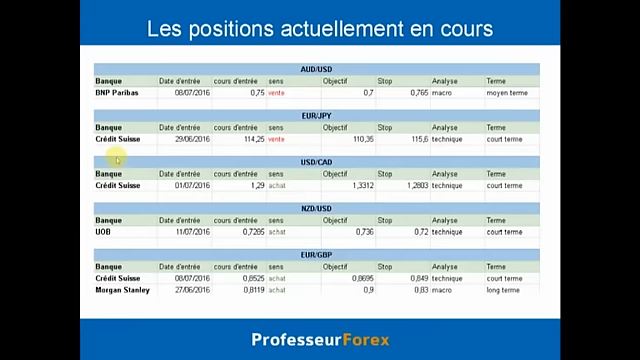 Les positions actuellement en cours
AUD/USD
Banque Date d'entrée cours d'entrée sens Objectif Stop Analyse Terme
BNP Paribas 08/07/2016 0,75 vente 0,7 0,765 macro moyen terme
EUR/JPY
Banque Date d'entrée cours d'entrée sens Objectif Stop Analyse Terme
Crédit Suisse 29/06/2016 114,25 vente 110,35 115,6 technique court terme
USD/CAD
Banque Date d'entrée cours d'entrée sens Objectif Stop Analyse Terme
Crédit Suisse 01/07/2016 1,29 achat 1,3312 1,2803 technique court terme
NZD/USD
Banque Date d'entrée cours d'entrée sens Objectif Stop Analyse Terme
UOB 11/07/2016 0,7285 achat 0,736 0,72 technique court terme
EUR/GBP
Banque Date d'entrée cours d'entrée sens Objectif Stop Analyse Terme
Crédit Suisse 08/07/2016 0,8525 achat 0,8695 0,849 technique court terme
Morgan Stanley 27/06/2016 0,8119 achat 0,9 0,83 macro long terme
ProfesseurForex